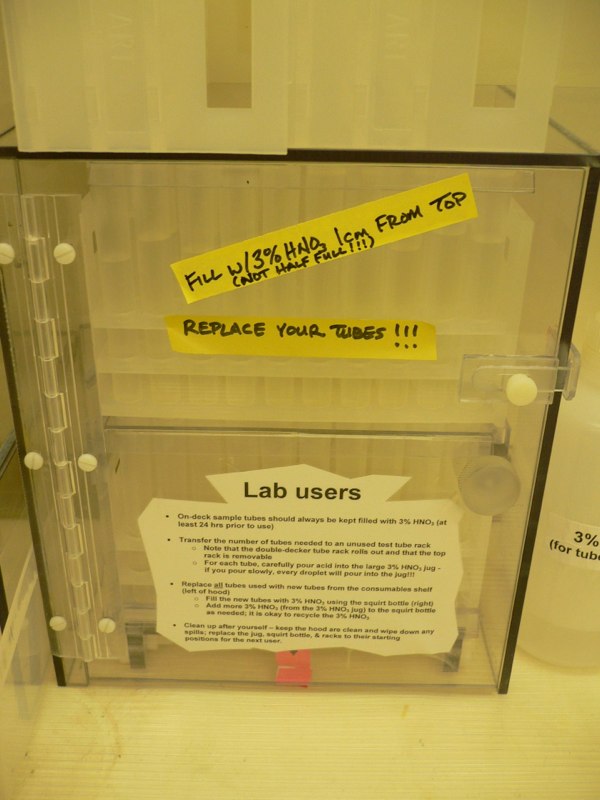 FILL W/3% HNO3 1cm FROM TOP
(NOT HALF FULL!!!)
REPLACE YOUR TUBES !!!
Lab users
• On-deck sample tubes should always be kept filled with 3% HNO3 (at
least 24 hrs prior to use)
• Transfer the number of tubes needed to an unused test tube rack
○ Note that the double-decker tube rack rolls out and that the top
rack is removable
○ For each tube, carefully pour acid into the large 3% HNO3 jug -
if you pour slowly, every droplet will pour into the jug!!!
• Replace all tubes used with new tubes from the consumables shelf
(left of hood)
○ Fill the new tubes with 3% HNO3 using the squirt bottle (right)
○ Add more 3% HNO3 (from the 3% HNO3 jug) to the squirt bottle
as needed; it is okay to recycle the 3% HNO3
• Clean up after yourself – keep the hood are clean and wipe down any
spills; replace the jug, squirt bottle, & racks to their starting
positions for the next user.
3%
(for tube